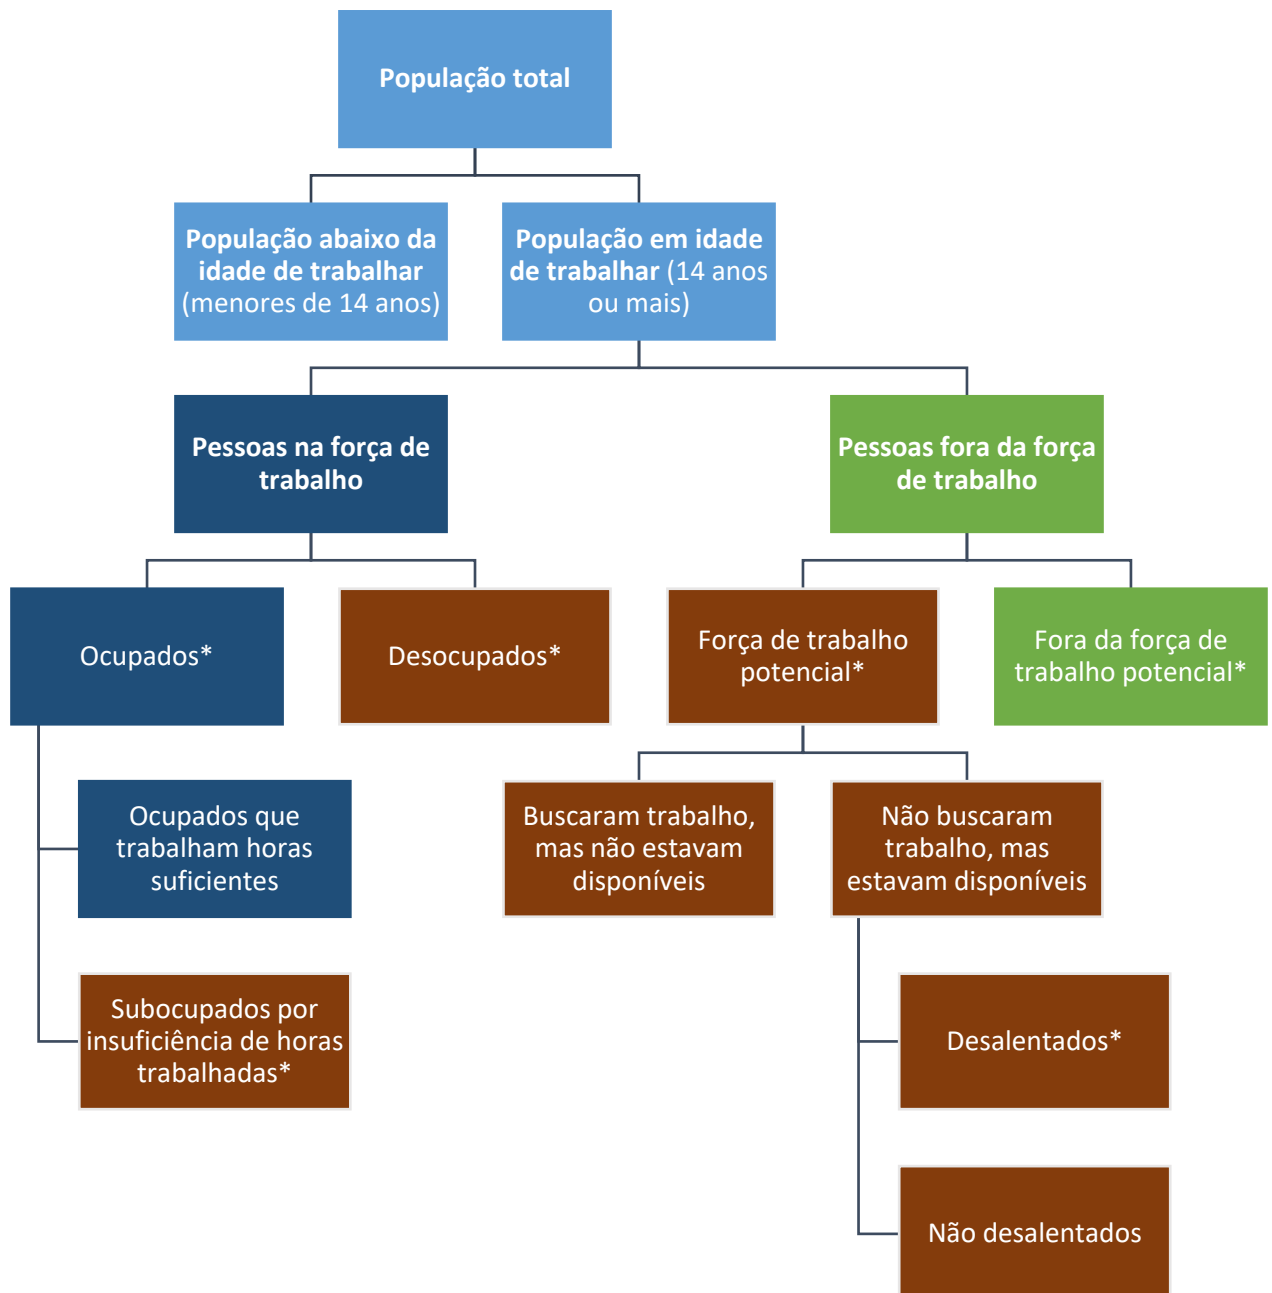 População total
População abaixo da
idade de trabalhar
(menores de 14 anos)
População em idade
de trabalhar (14 anos
ou mais)
Pessoas na força de
trabalho
Pessoas fora da força
de trabalho
Ocupados*
Desocupados*
Força de trabalho
potencial*
Fora da força de
trabalho potencial*
Ocupados que
trabalham horas
suficientes
Buscaram trabalho,
mas não estavam
disponíveis
Não buscaram
trabalho, mas
estavam disponíveis
Subocupados por
insuficiência de horas
trabalhadas*
Desalentados*
Não desalentados